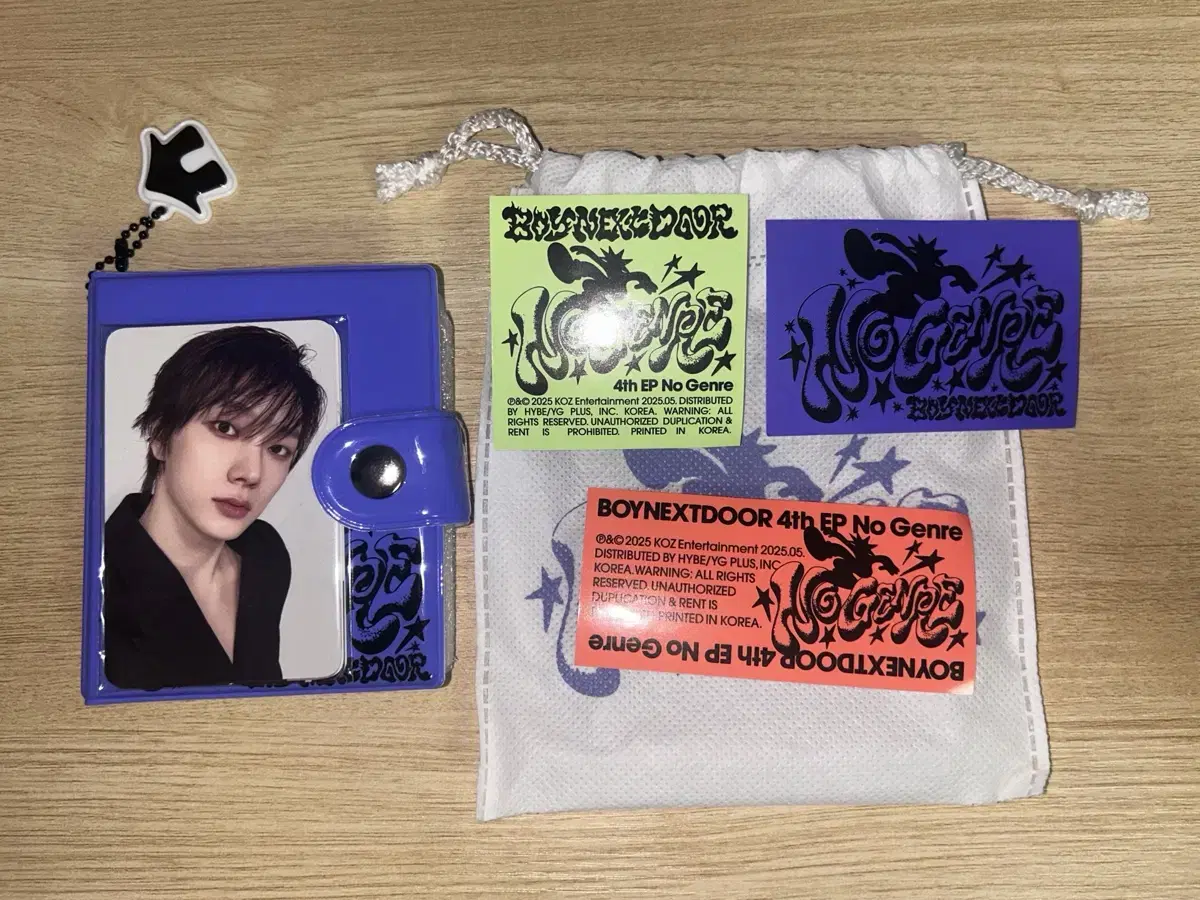 BOYNEXTDOOR
NO GENRE
4th EP No Genre
℗&© 2025 KOZ Entertainment 2025.05. DISTRIBUTED
BY HYBE/YG PLUS, INC. KOREA. WARNING: ALL
RIGHTS RESERVED. UNAUTHORIZED DUPLICATION &
RENT IS PROHIBITED. PRINTED IN KOREA.
NO GENRE
BOYNEXTDOOR
BOYNEXTDOOR 4th EP No Genre
℗&© 2025 KOZ Entertainment 2025.05.
DISTRIBUTED BY HYBE/YG PLUS, INC.
KOREA. WARNING: ALL RIGHTS
RESERVED. UNAUTHORIZED
DUPLICATION & RENT IS
PRINTED IN KOREA.
NO GENRE
BOYNEXTDOOR 4th EP No Genre
RE
DOOR